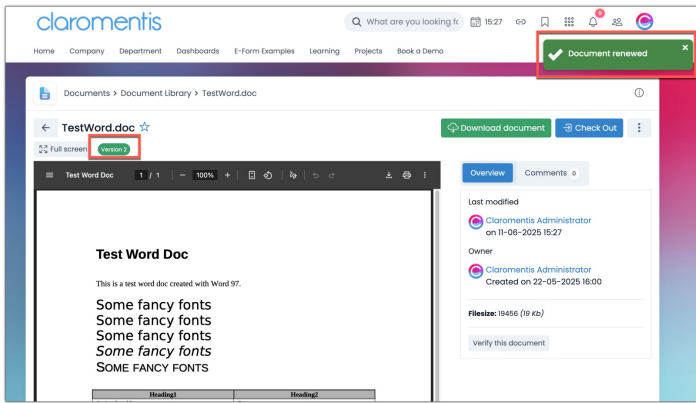 claromentis
What are you looking fo
15:27
Home Company Department Dashboards E-Form Examples Learning Projects Book a Demo
Document renewed
Documents > Document Library > TestWord.doc
TestWord.doc
Download document
Check Out
Full screen
Version 2
Test Word Doc
1 / 1
100%
Overview
Comments 0
Last modified
Claromentis Administrator
on 11-06-2025 15:27
Owner
Claromentis Administrator
Created on 22-05-2025 16:00
Filesize: 19456 (19 Kb)
Verify this document
Test Word Doc
This is a test word doc created with Word 97.
Some fancy fonts
Some fancy fonts
Some fancy fonts
Some fancy fonts
SOME FANCY FONTS
Heading1 Heading2